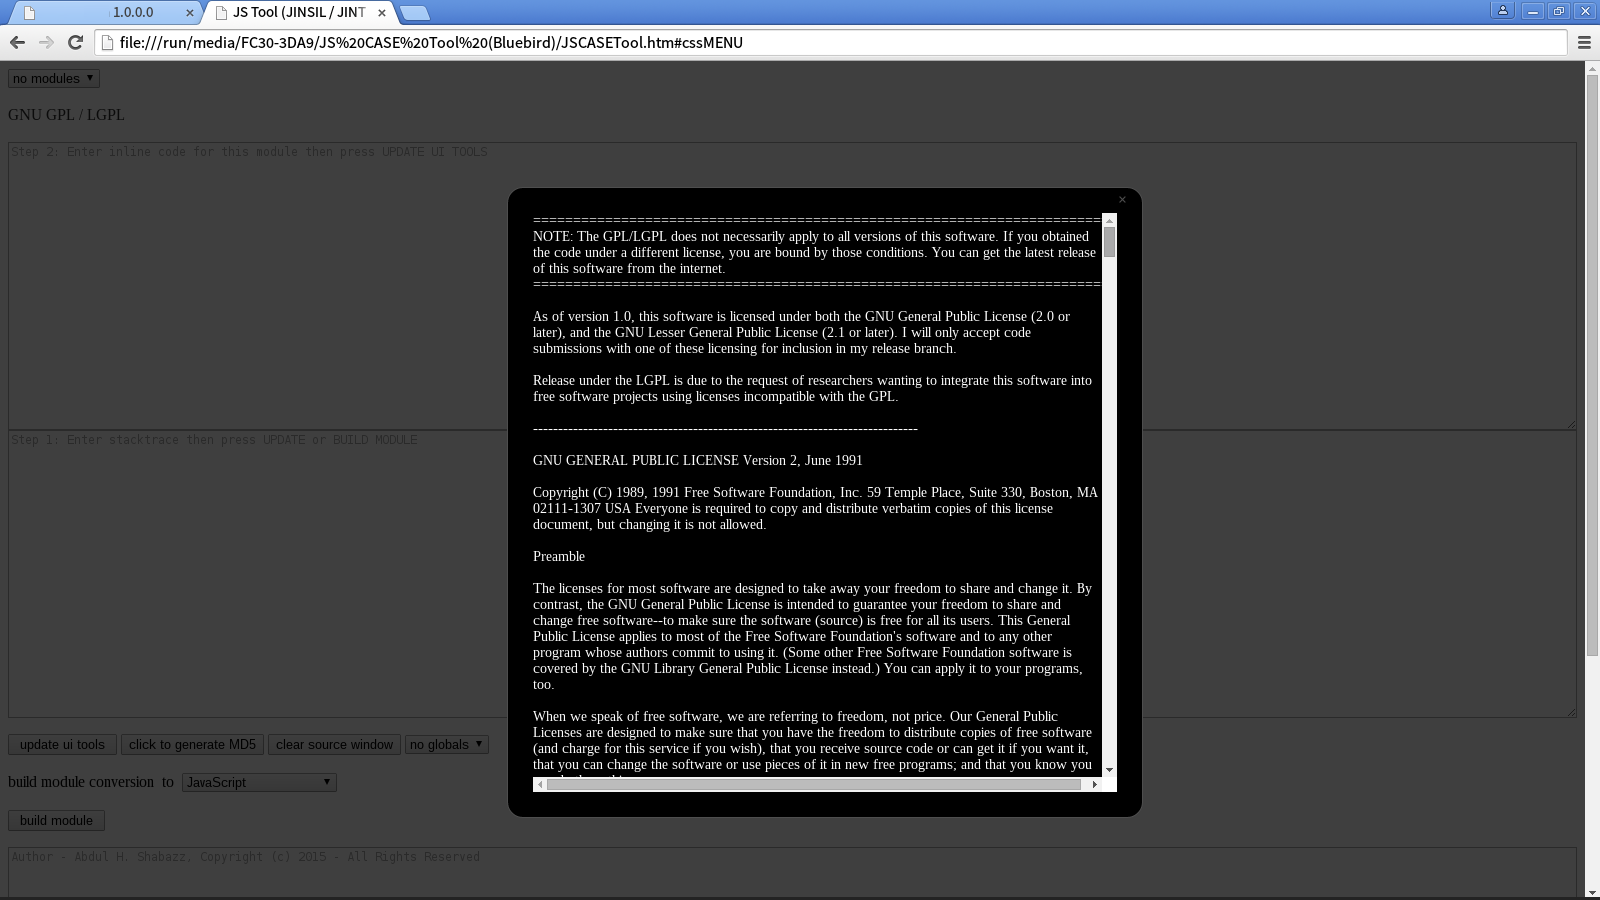 1.0.0.0
JS Tool (JINSIL / JINT
file:///run/media/FC30-3DA9/JS%20CASE%20Tool%20(Bluebird)/JSCASETool.htm#cssMENU
no modules
GNU GPL / LGPL
Step 2: Enter inline code for this module then press UPDATE UI TOOLS
=======================================================================
NOTE: The GPL/LGPL does not necessarily apply to all versions of this software. If you obtained
the code under a different license, you are bound by those conditions. You can get the latest release
of this software from the internet.
=======================================================================
As of version 1.0, this software is licensed under both the GNU General Public License (2.0 or
later), and the GNU Lesser General Public License (2.1 or later). I will only accept code
submissions with one of these licensing for inclusion in my release branch.
Release under the LGPL is due to the request of researchers wanting to integrate this software into
free software projects using licenses incompatible with the GPL.
-----------------------------------------------------------------------------
GNU GENERAL PUBLIC LICENSE Version 2, June 1991
Copyright (C) 1989, 1991 Free Software Foundation, Inc. 59 Temple Place, Suite 330, Boston, MA
02111-1307 USA Everyone is required to copy and distribute verbatim copies of this license
document, but changing it is not allowed.
Preamble
The licenses for most software are designed to take away your freedom to share and change it. By
contrast, the GNU General Public License is intended to guarantee your freedom to share and
change free software--to make sure the software (source) is free for all its users. This General
Public License applies to most of the Free Software Foundation's software and to any other
program whose authors commit to using it. (Some other Free Software Foundation software is
covered by the GNU Library General Public License instead.) You can apply it to your programs,
too.
When we speak of free software, we are referring to freedom, not price. Our General Public
Licenses are designed to make sure that you have the freedom to distribute copies of free software
(and charge for this service if you wish), that you receive source code or can get it if you want it,
that you can change the software or use pieces of it in new free programs; and that you know you
Step 1: Enter stacktrace then press UPDATE or BUILD MODULE
update ui tools click to generate MD5 clear source window no globals
build module conversion to JavaScript
build module
Author - Abdul H. Shabazz. Copyright (c) 2015 - All Rights Reserved